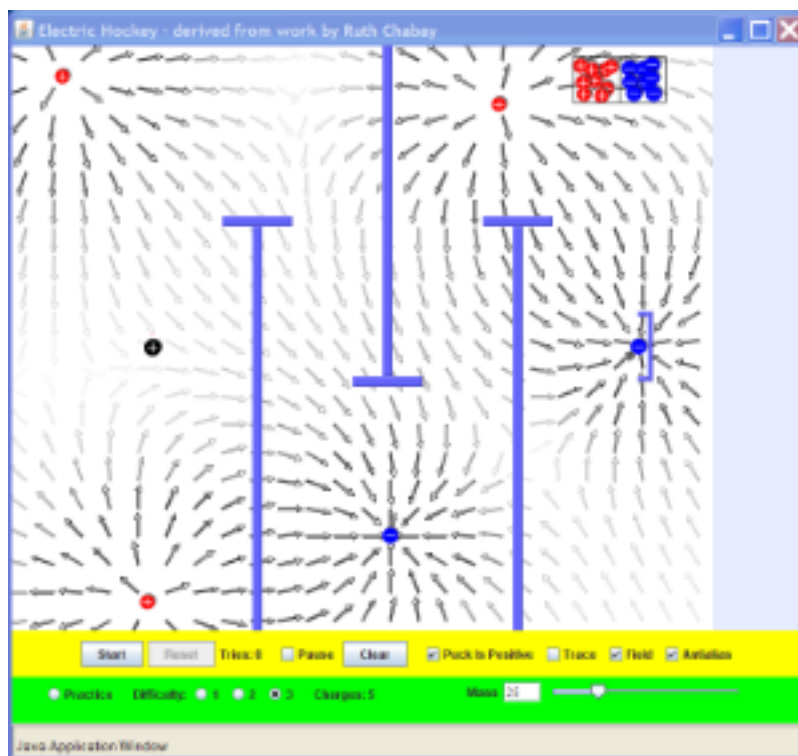 Electric Hockey - derived from work by Ruth Chabay
Start Reset Tries: 0 Pause Clear Puck Is Positive Trace Field Antialias
Practice Difficulty: 1 2 3 Charges: 5 Mass 25
Java Application Window